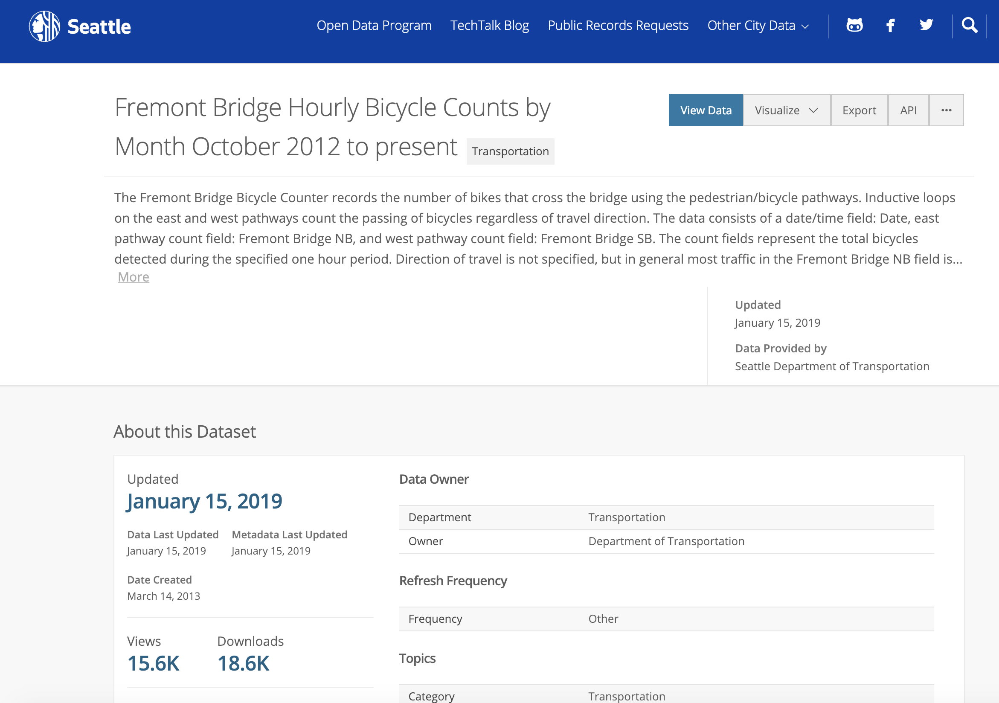 Seattle
Open Data Program TechTalk Blog Public Records Requests Other City Data
Fremont Bridge Hourly Bicycle Counts by
Month October 2012 to present Transportation
View Data Visualize Export API ...
The Fremont Bridge Bicycle Counter records the number of bikes that cross the bridge using the pedestrian/bicycle pathways. Inductive loops
on the east and west pathways count the passing of bicycles regardless of travel direction. The data consists of a date/time field: Date, east
pathway count field: Fremont Bridge NB, and west pathway count field: Fremont Bridge SB. The count fields represent the total bicycles
detected during the specified one hour period. Direction of travel is not specified, but in general most traffic in the Fremont Bridge NB field is...
More
Updated
January 15, 2019
Data Provided by
Seattle Department of Transportation
About this Dataset
Updated
January 15, 2019
Data Last Updated Metadata Last Updated
January 15, 2019 January 15, 2019
Date Created
March 14, 2013
Views Downloads
15.6K 18.6K
Data Owner
Department Transportation
Owner Department of Transportation
Refresh Frequency
Frequency Other
Topics
Category Transportation